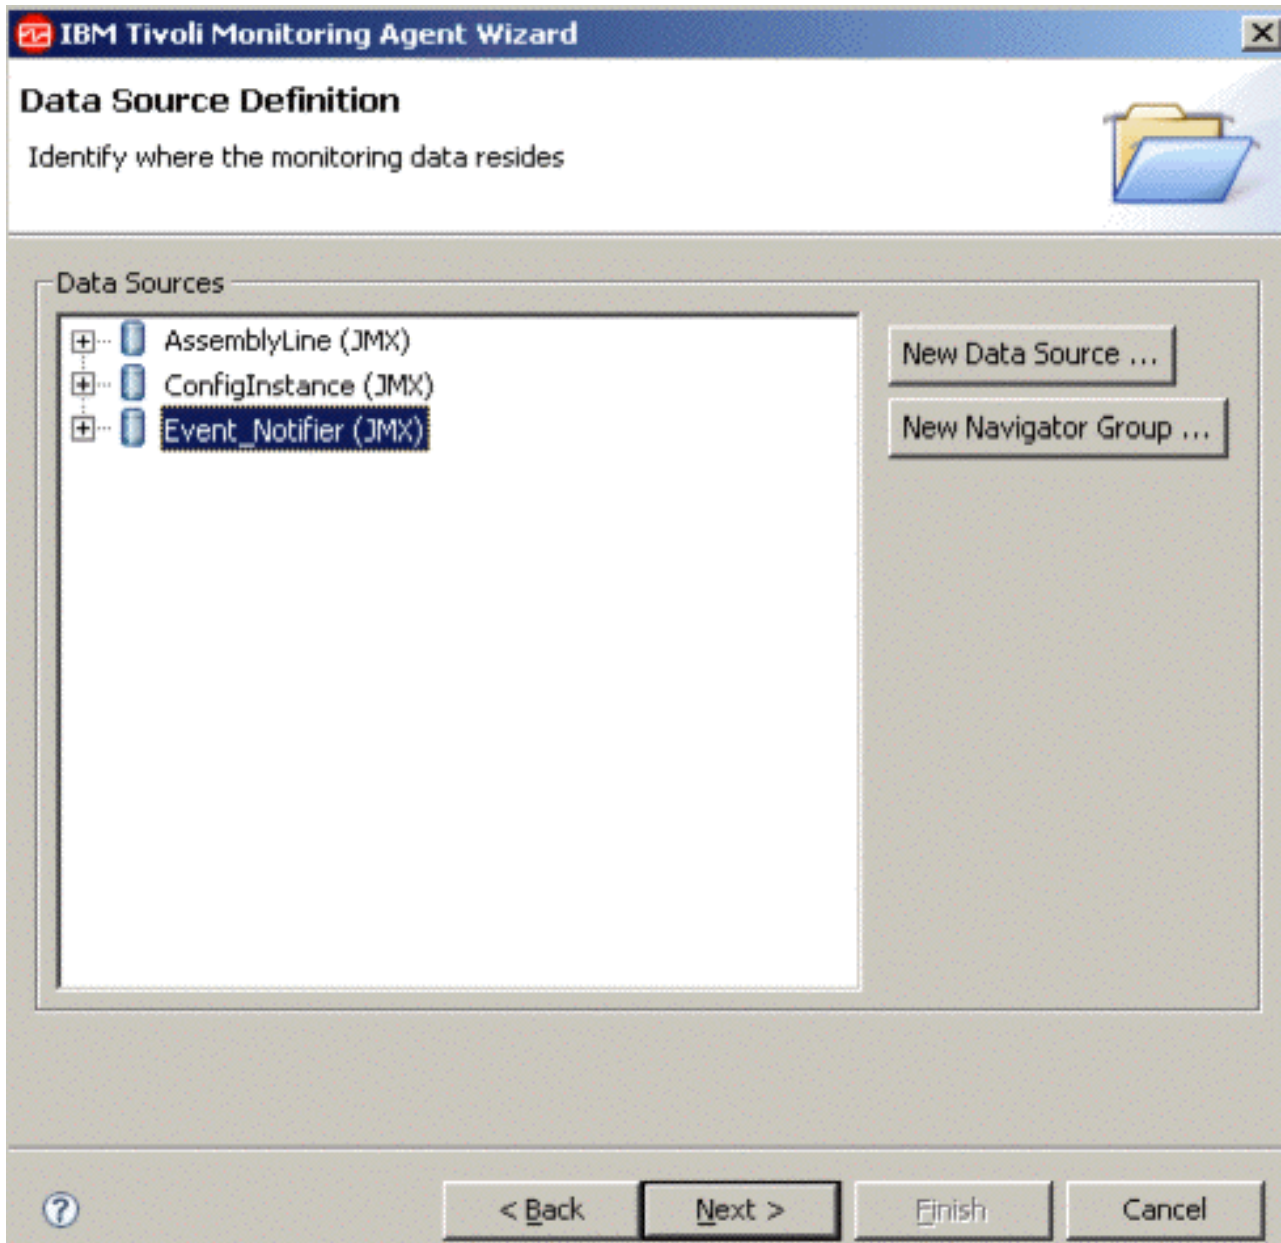 IBM Tivoli Monitoring Agent Wizard
Data Source Definition
Identify where the monitoring data resides
Data Sources
AssemblyLine (JMX)
ConfigInstance (JMX)
Event_Notifier (JMX)
New Data Source ...
New Navigator Group ...
?
< Back
Next >
Finish
Cancel